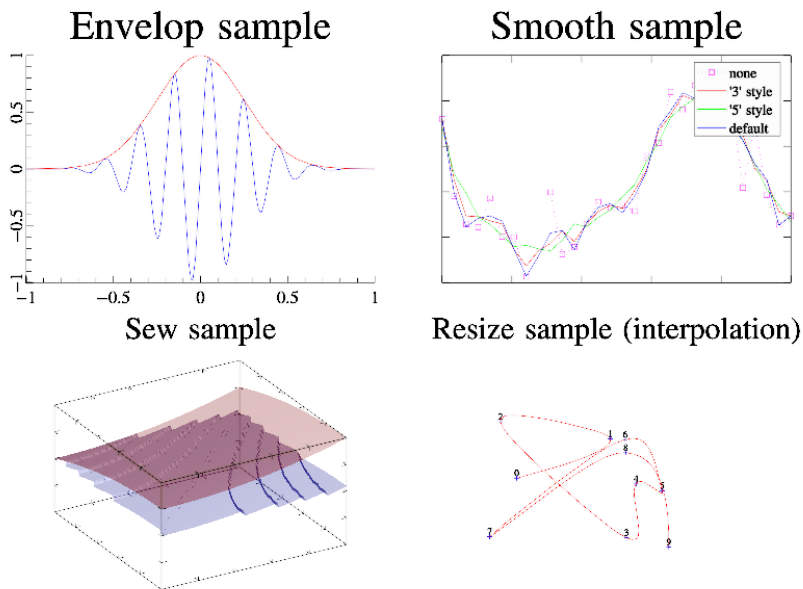 Envelop sample
Smooth sample
1
0.5
0
−0.5
−1
−1
−0.5
0
0.5
1
none
'3' style
'5' style
default
Sew sample
Resize sample (interpolation)
2
1
6
8
0
4
5
7
3
9